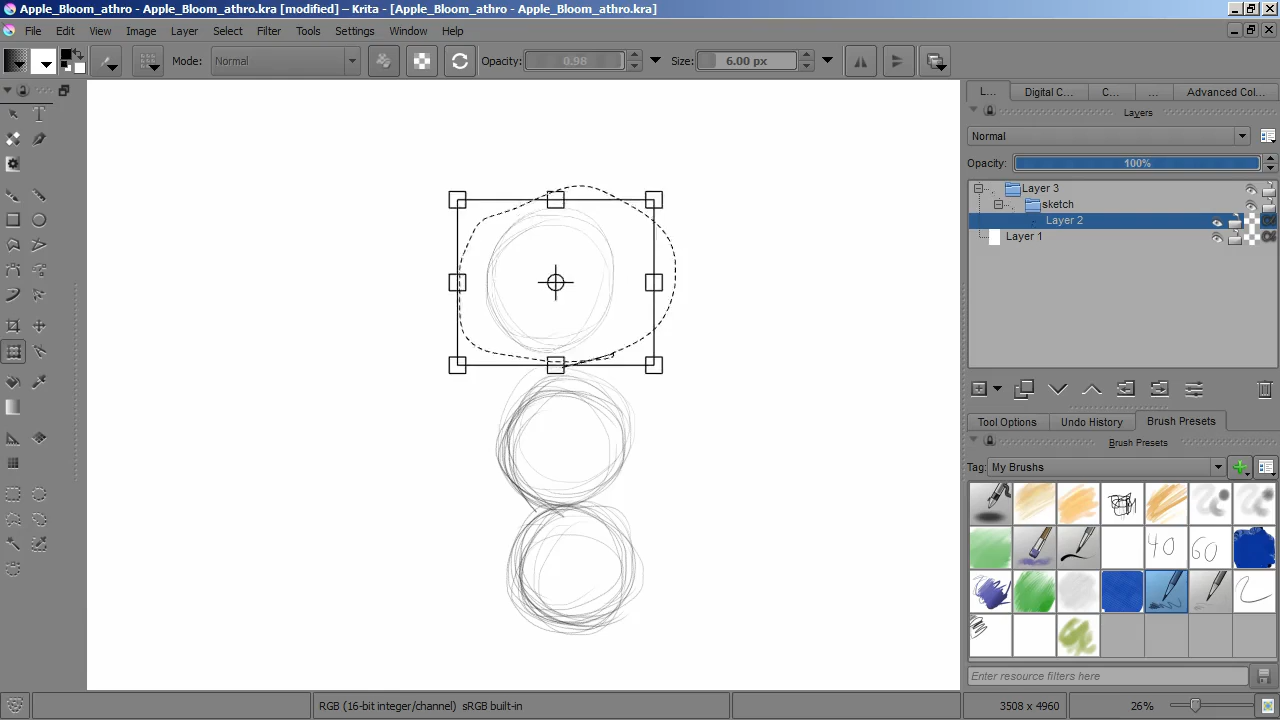 Apple_Bloom_athro - Apple_Bloom_athro.kra [modified] – Krita - [Apple_Bloom_athro - Apple_Bloom_athro.kra]
File Edit View Image Layer Select Filter Tools Settings Window Help
Mode: Normal Opacity: 0.98 Size: 6.00 px
L... Digital C... C... ... Advanced Col...
Layers
Normal
Opacity: 100%
Layer 3
sketch
Layer 2
Layer 1
Tool Options Undo History Brush Presets
Brush Presets
Tag: My Brushs
40 60
Enter resource filters here
RGB (16-bit integer/channel) sRGB built-in 3508 x 4960 26%